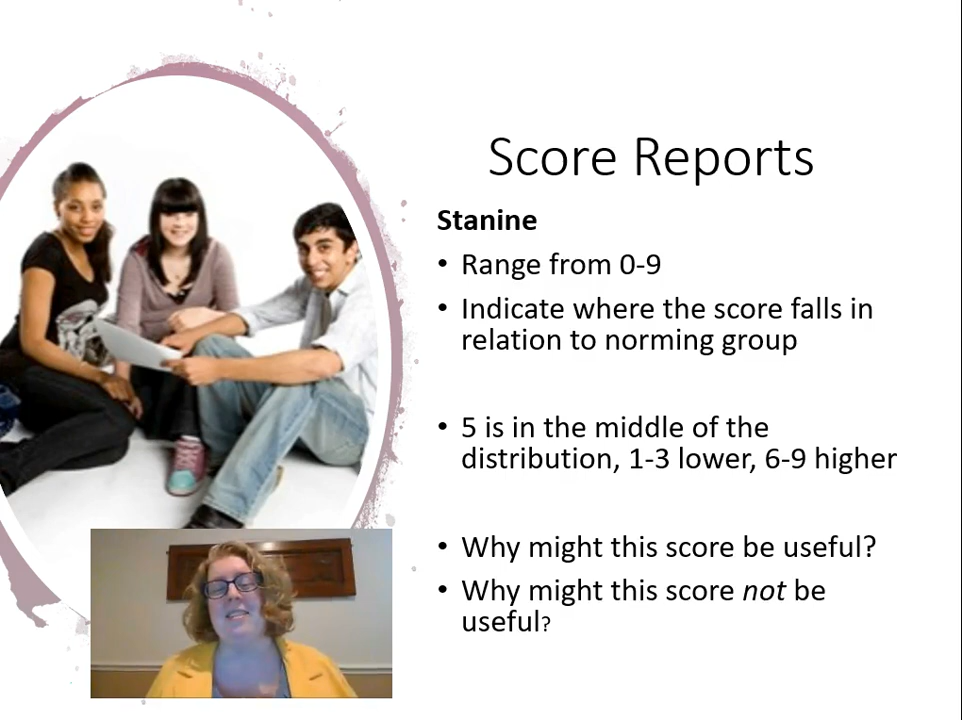 Score Reports
Stanine
• Range from 0-9
• Indicate where the score falls in
relation to norming group
• 5 is in the middle of the
distribution, 1-3 lower, 6-9 higher
• Why might this score be useful?
• Why might this score not be
useful?